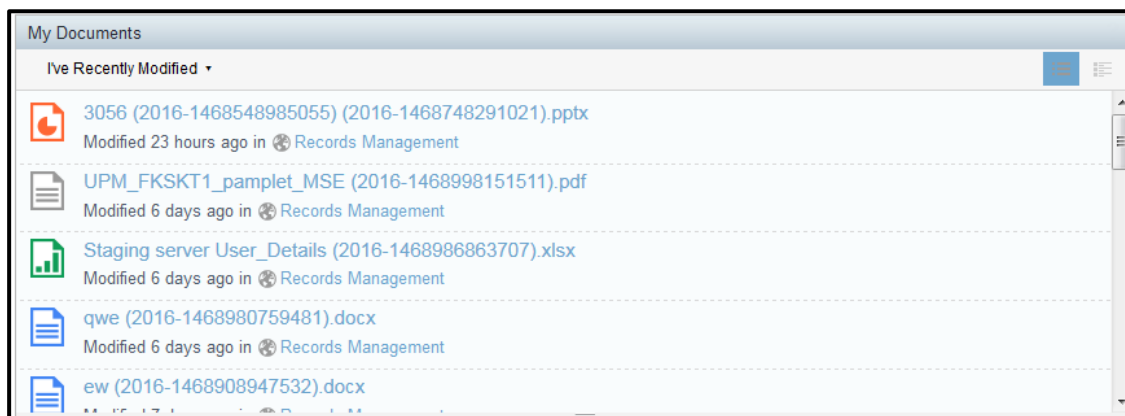 My Documents
I've Recently Modified
3056 (2016-1468548985055) (2016-1468748291021).pptx
Modified 23 hours ago in Records Management
UPM_FKSKT1_pamplet_MSE (2016-1468998151511).pdf
Modified 6 days ago in Records Management
Staging server User_Details (2016-1468986863707).xlsx
Modified 6 days ago in Records Management
qwe (2016-1468980759481).docx
Modified 6 days ago in Records Management
ew (2016-1468908947532).docx